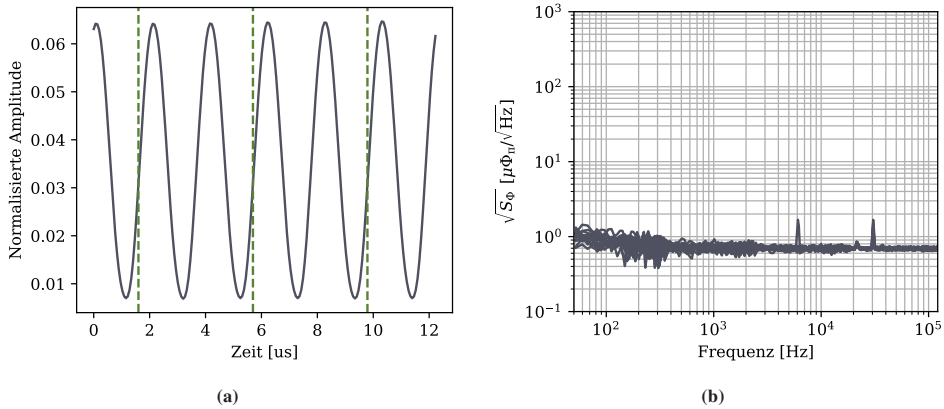 0.06
0.05
0.04
0.03
0.02
0.01
Normalisierte Amplitude
0 2 4 6 8 10 12
Zeit [us]
(a)
10³
10²
10¹
10⁰
10⁻¹
√S_Φ [μΦ_n/√Hz]
10² 10³ 10⁴ 10⁵
Frequenz [Hz]
(b)